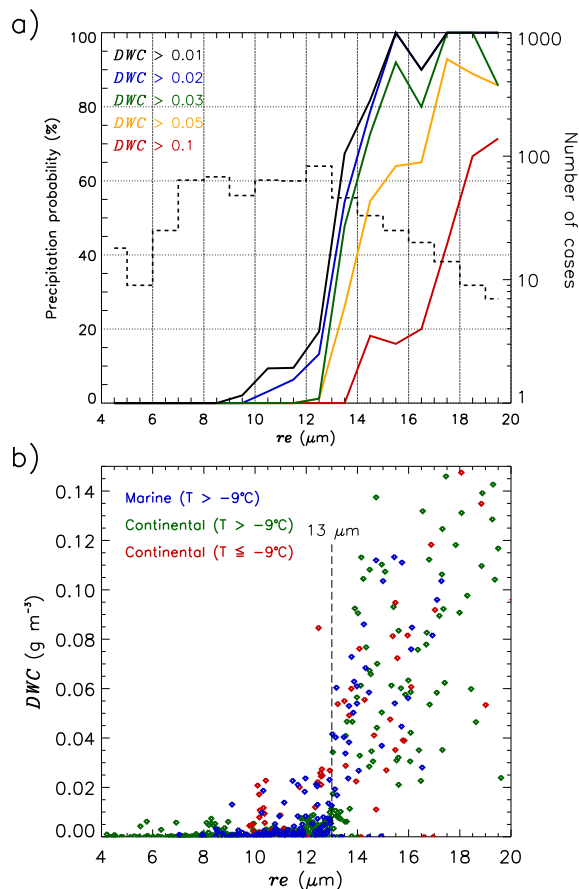 a)
100
80
60
40
20
0
Precipitation probability (%)
DWC > 0.01
DWC > 0.02
DWC > 0.03
DWC > 0.05
DWC > 0.1
1000
100
10
1
Number of cases
4 6 8 10 12 14 16 18 20
re (μm)
b)
0.14
0.12
0.10
0.08
0.06
0.04
0.02
0.00
DWC (g m⁻³)
Marine (T > −9°C)
Continental (T > −9°C)
Continental (T ≦ −9°C)
13 μm
4 6 8 10 12 14 16 18 20
re (μm)